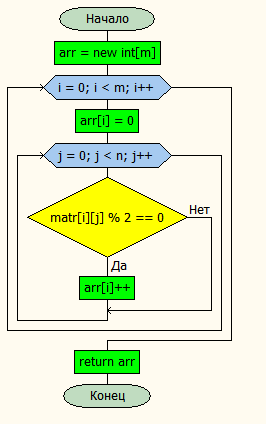 Начало
arr = new int[m]
i = 0; i < m; i++
arr[i] = 0
j = 0; j < n; j++
matr[i][j] % 2 == 0
Нет
Да
arr[i]++
return arr
Конец